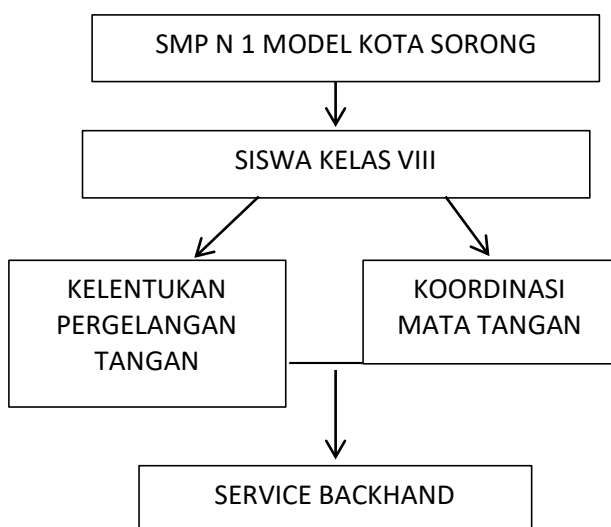 SMP N 1 MODEL KOTA SORONG
SISWA KELAS VIII
KELENTUKAN
PERGELANGAN
TANGAN
KOORDINASI
MATA TANGAN
SERVICE BACKHAND